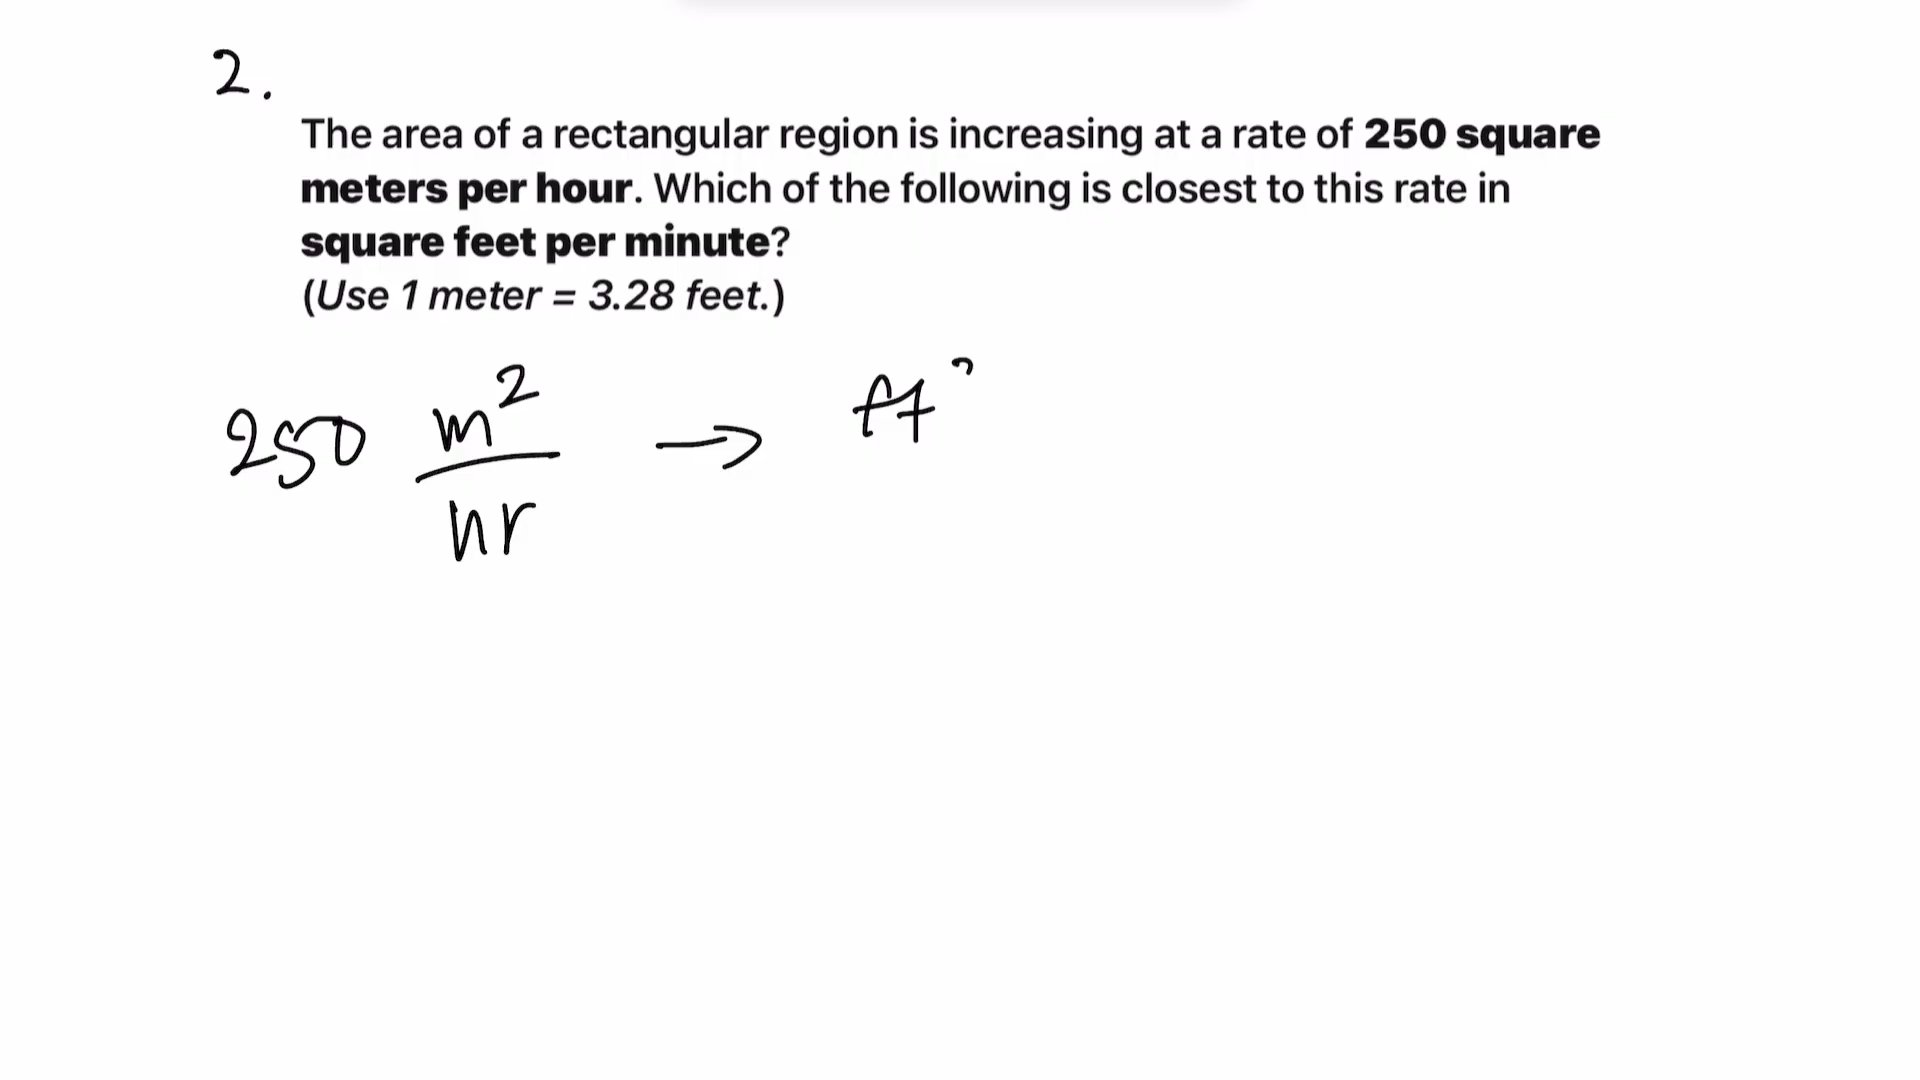 2.
The area of a rectangular region is increasing at a rate of 250 square
meters per hour. Which of the following is closest to this rate in
square feet per minute?
(Use 1 meter = 3.28 feet.)
250 m² / hr → ft²